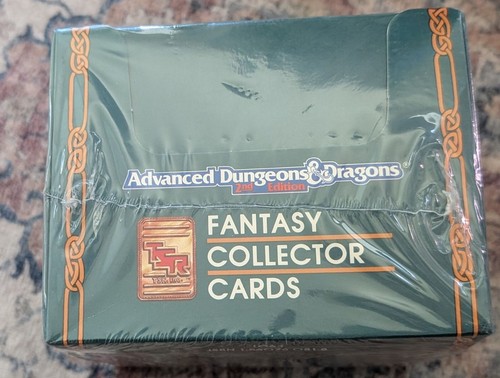 Advanced Dungeons & Dragons®
2nd Edition
TSR
FANTASY
COLLECTOR
CARDS